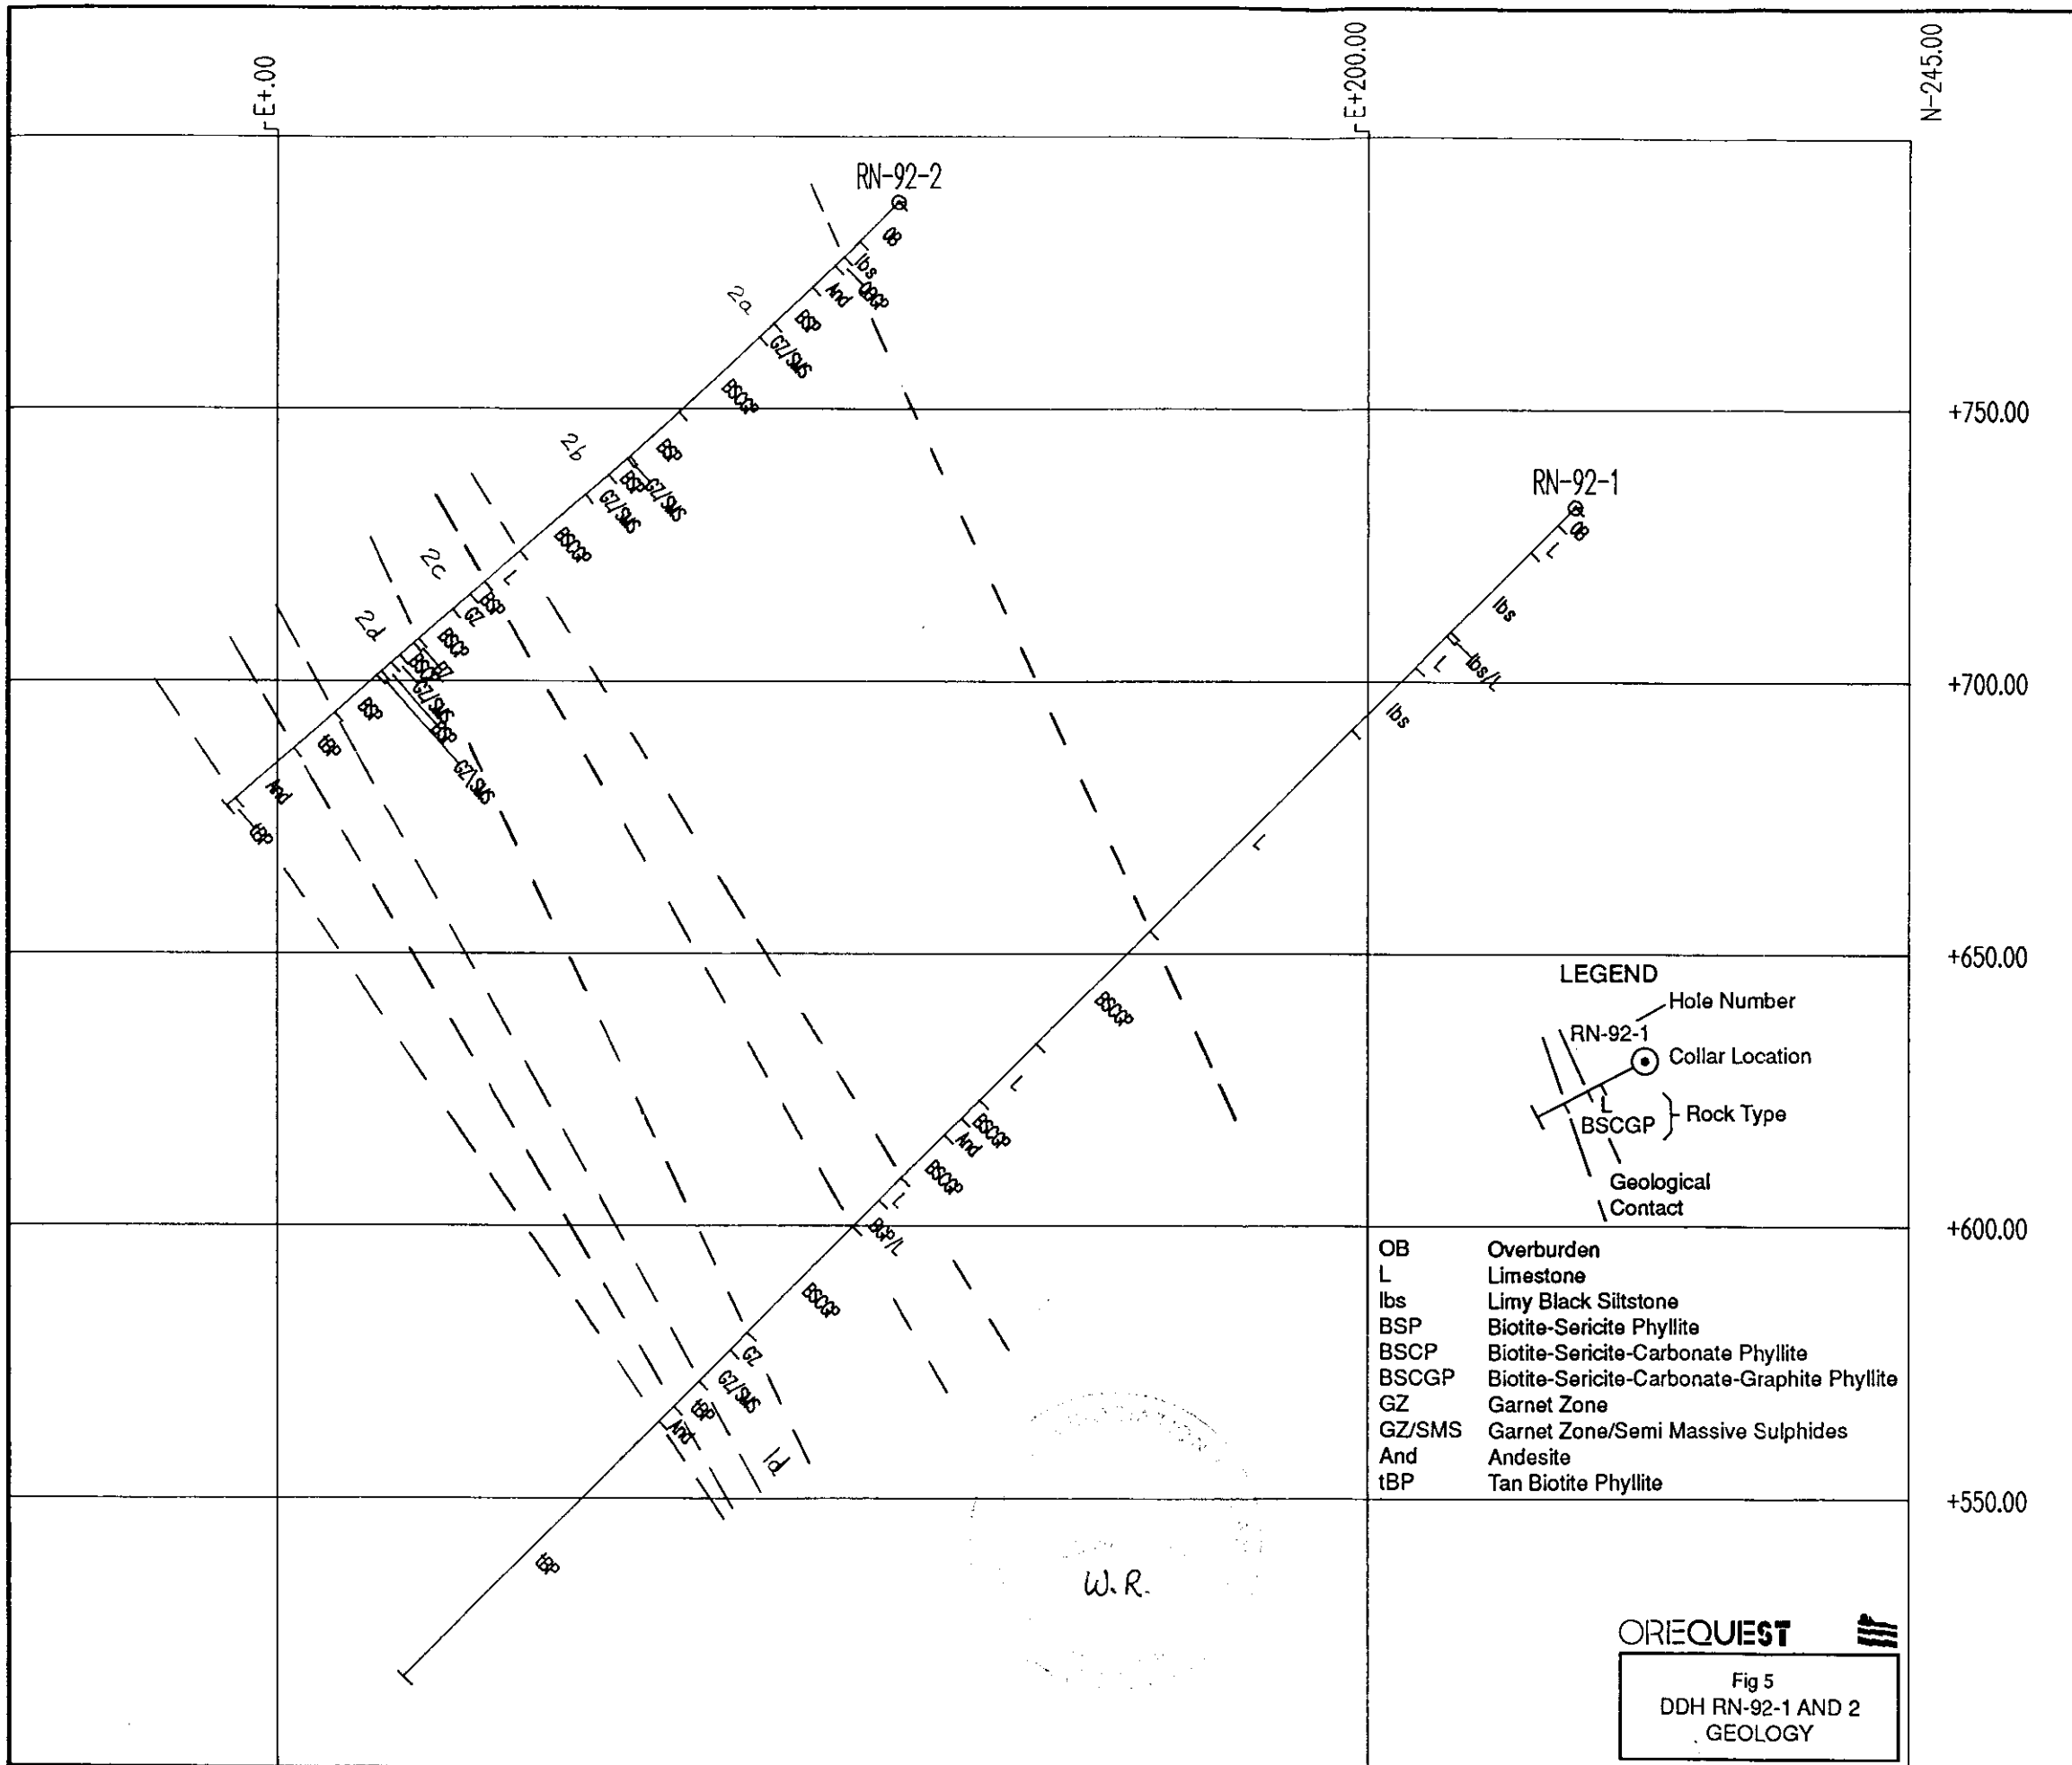 E+.00
E+200.00
N-245.00
RN-92-2
OB
lbs
QBGP
And
BSP
GZ/SMS
BSCGP
BSP
GZ/SMS
BSP
GZ/SMS
BSCGP
L
BSP
GZ
BSCP
GZ
BSCP
GZ/SMS
BSP
GZ\SMS
BSP
tBP
And
tBP
2a
2b
2c
2d
RN-92-1
OB
L
lbs
lbs/L
L
lbs
L
BSCGP
L
BSCGP
And
BSCGP
L
BGP/L
BSCGP
GZ
GZ/SMS
tBP
And
tBP
1d
+750.00
+700.00
+650.00
+600.00
+550.00
LEGEND
Hole Number
RN-92-1
Collar Location
L
BSCGP
Rock Type
Geological
Contact
OB Overburden
L Limestone
lbs Limy Black Siltstone
BSP Biotite-Sericite Phyllite
BSCP Biotite-Sericite-Carbonate Phyllite
BSCGP Biotite-Sericite-Carbonate-Graphite Phyllite
GZ Garnet Zone
GZ/SMS Garnet Zone/Semi Massive Sulphides
And Andesite
tBP Tan Biotite Phyllite
W.R.
OREQUEST
Fig 5
DDH RN-92-1 AND 2
GEOLOGY